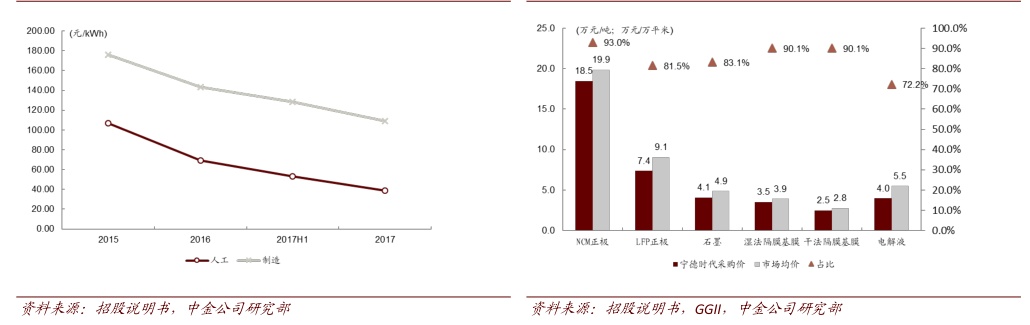 (元/kWh)
200.00
180.00
160.00
140.00
120.00
100.00
80.00
60.00
40.00
20.00
0.00
2015 2016 2017H1 2017
人工 制造
资料来源：招股说明书，中金公司研究部
(万元/吨；万元/万平米)
25.0
20.0
15.0
10.0
5.0
0.0
100.0%
90.0%
80.0%
70.0%
60.0%
50.0%
40.0%
30.0%
20.0%
10.0%
0.0%
93.0% 81.5% 83.1% 90.1% 90.1% 72.2%
18.5 19.9 7.4 9.1 4.1 4.9 3.5 3.9 2.5 2.8 4.0 5.5
NCM正极 LFP正极 石墨 湿法隔膜基膜 干法隔膜基膜 电解液
宁德时代采购价 市场均价 占比
资料来源：招股说明书，GGII，中金公司研究部